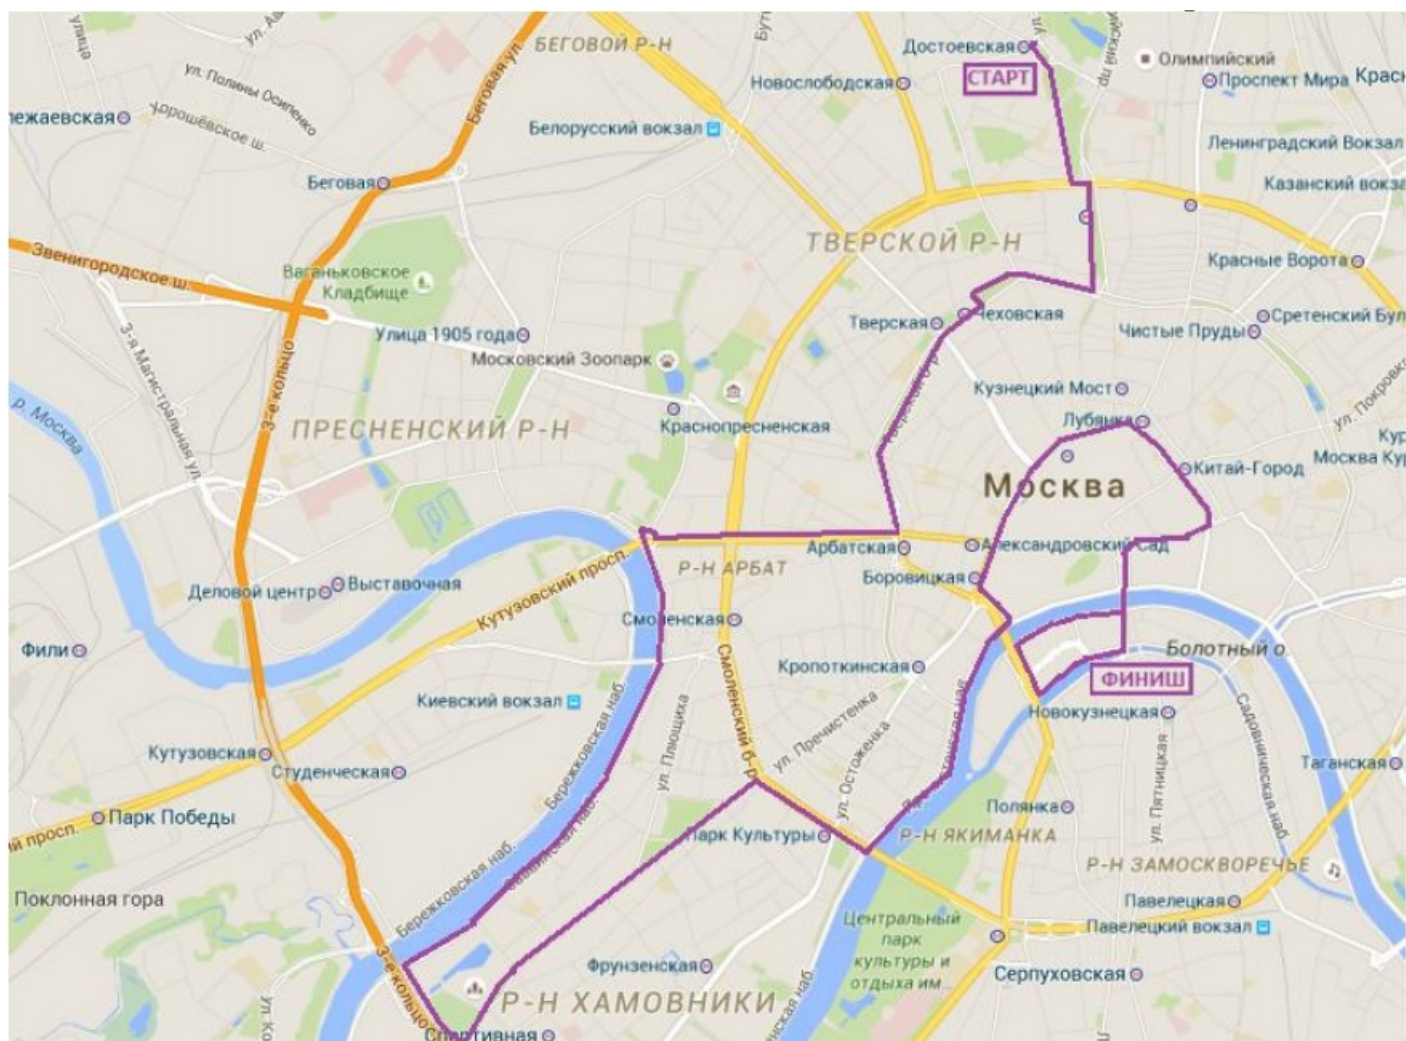 БЕГОВОЙ Р-Н
Достоевская
СТАРТ
Олимпийский
Новослободская
Проспект Мира
ул. Полины Осипенко
Беговая ул.
Хорошёвское ш.
Белорусский вокзал
Ленинградский Вокзал
Беговая
Звенигородское ш.
ТВЕРСКОЙ Р-Н
Красные Ворота
Ваганьковское
Кладбище
Тверская
Чеховская
Чистые Пруды
Улица 1905 года
Московский Зоопарк
3-я Магистральная ул.
3-е кольцо
Кузнецкий Мост
р. Москва
ПРЕСНЕНСКИЙ Р-Н
Краснопресненская
Лубянка
Китай-Город
Москва
Арбатская
Александровский Сад
Р-Н АРБАТ
Боровицкая
Деловой центр
Выставочная
Кутузовский просп.
Смоленская
Фили
Болотный о.
Кропоткинская
ФИНИШ
Киевский вокзал
Смоленский б-р
Новокузнецкая
Бережковская наб.
ул. Плющиха
ул. Пречистенка
ул. Остоженка
Садовническая наб.
Кутузовская
Студенческая
Таганская
ул. Пятницкая
Парк Победы
Полянка
Парк Культуры
Р-Н ЯКИМАНКА
Р-Н ЗАМОСКВОРЕЧЬЕ
Бережковская наб.
Поклонная гора
Павелецкая
Центральный
парк
культуры и
отдыха им...
Павелецкий вокзал
3-е кольцо
Фрунзенская
Серпуховская
Р-Н ХАМОВНИКИ
Спортивная